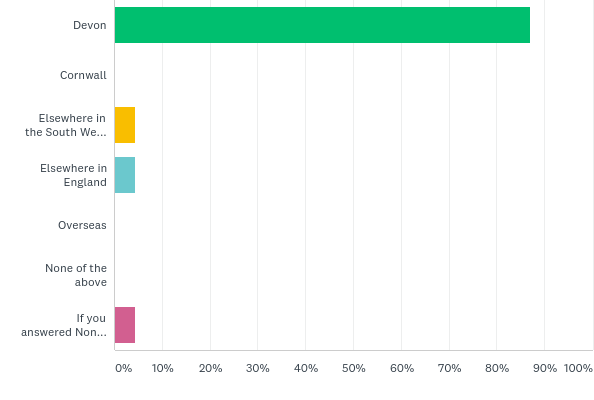 Devon
Cornwall
Elsewhere in
the South We...
Elsewhere in
England
Overseas
None of the
above
If you
answered Non...
0% 10% 20% 30% 40% 50% 60% 70% 80% 90% 100%